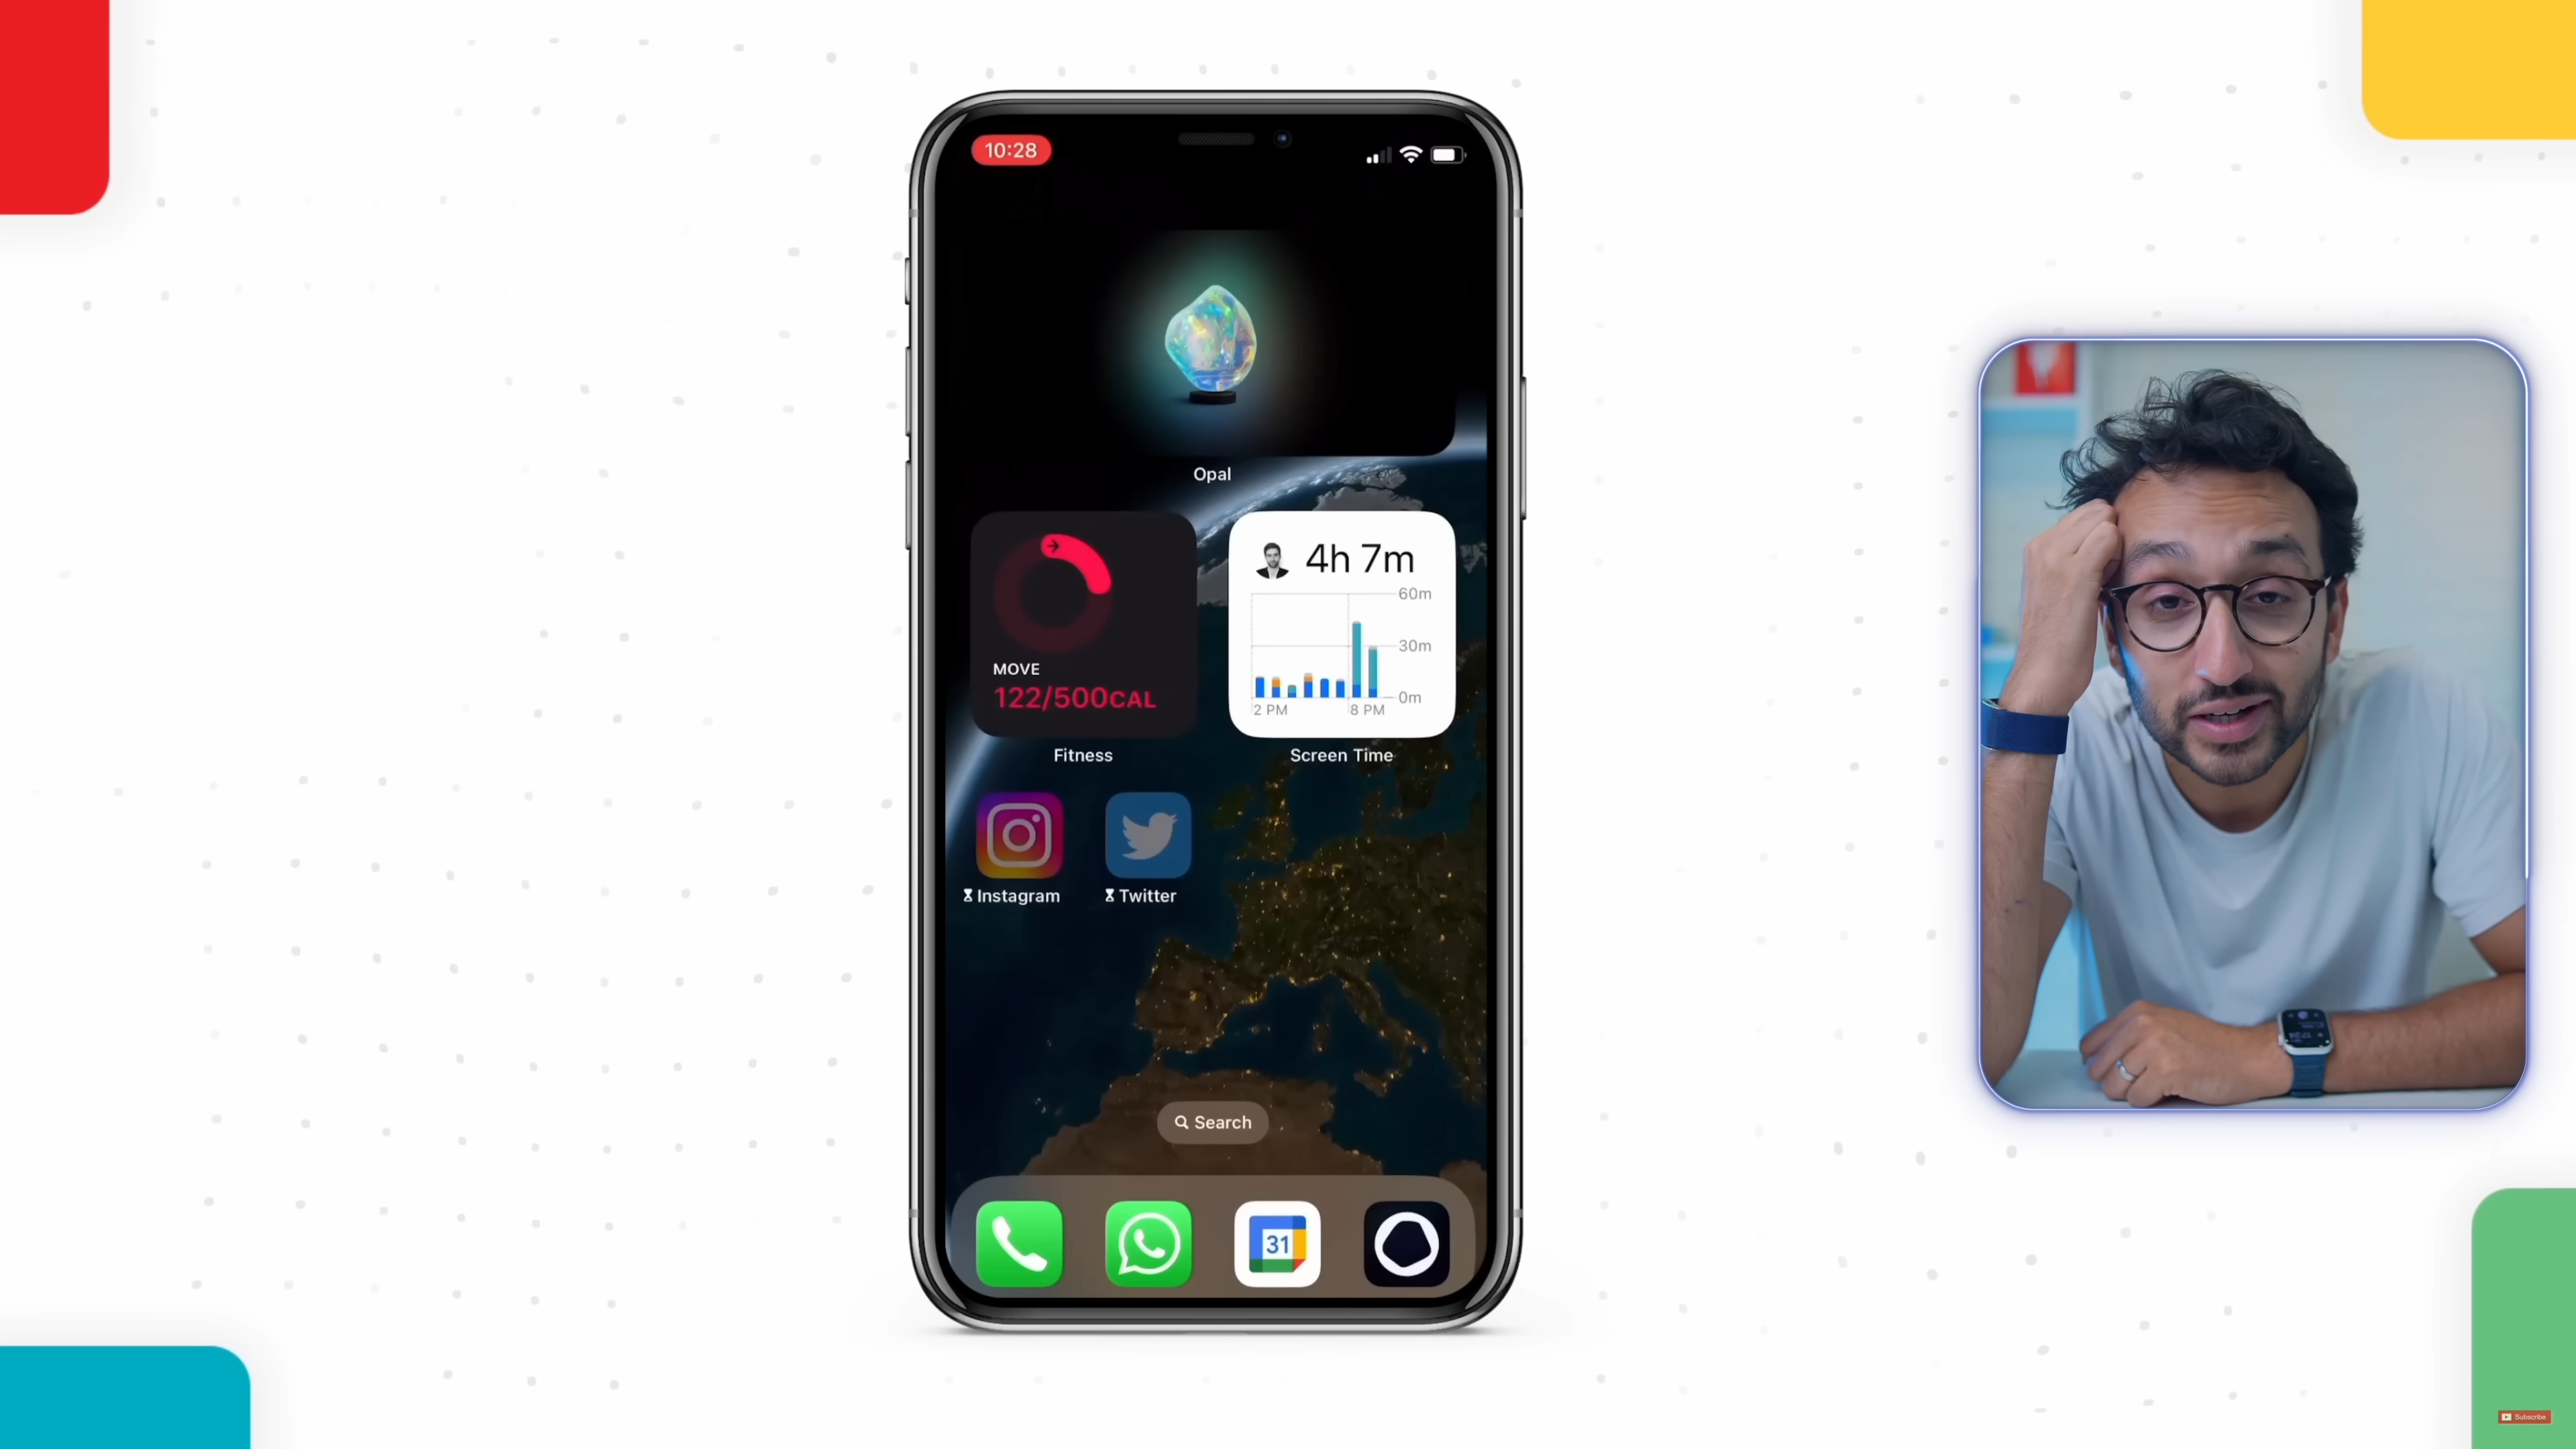 10:28
Opal
4h 7m
60m
30m
0m
2 PM
8 PM
MOVE
122/500CAL
Fitness
Screen Time
Instagram
Twitter
Search
31
Subscribe